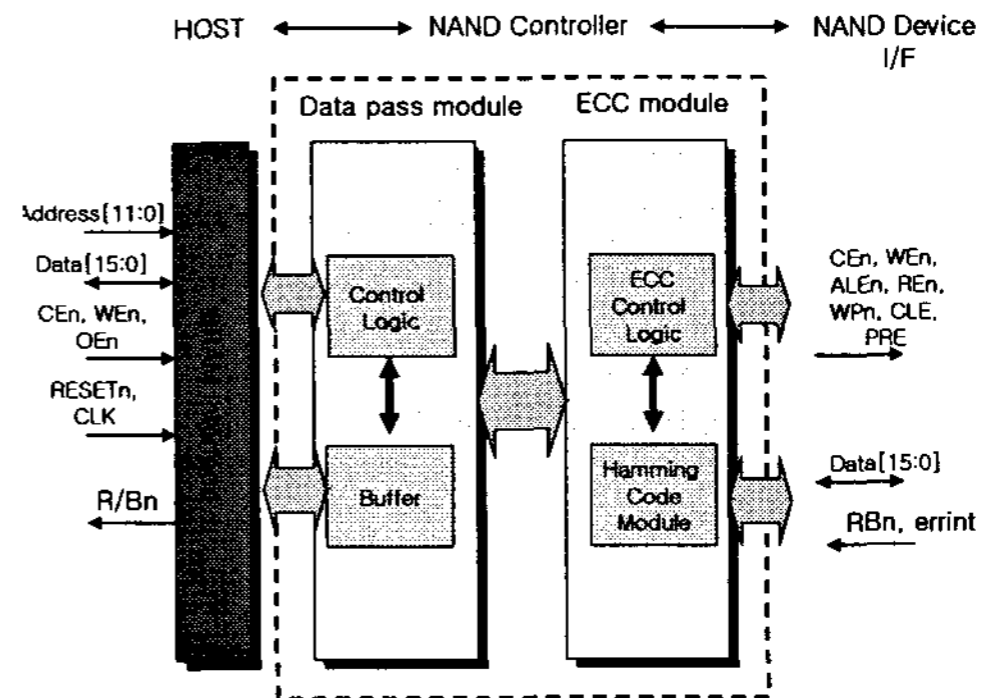 HOST
NAND Controller
NAND Device
I/F
Data pass module
ECC module
Address[11:0]
Data[15:0]
CEn, WEn,
OEn
RESETn,
CLK
R/Bn
Control
Logic
Buffer
ECC
Control
Logic
Hamming
Code
Module
CEn, WEn,
ALEn, REn,
WPn, CLE,
PRE
Data[15:0]
RBn, errint